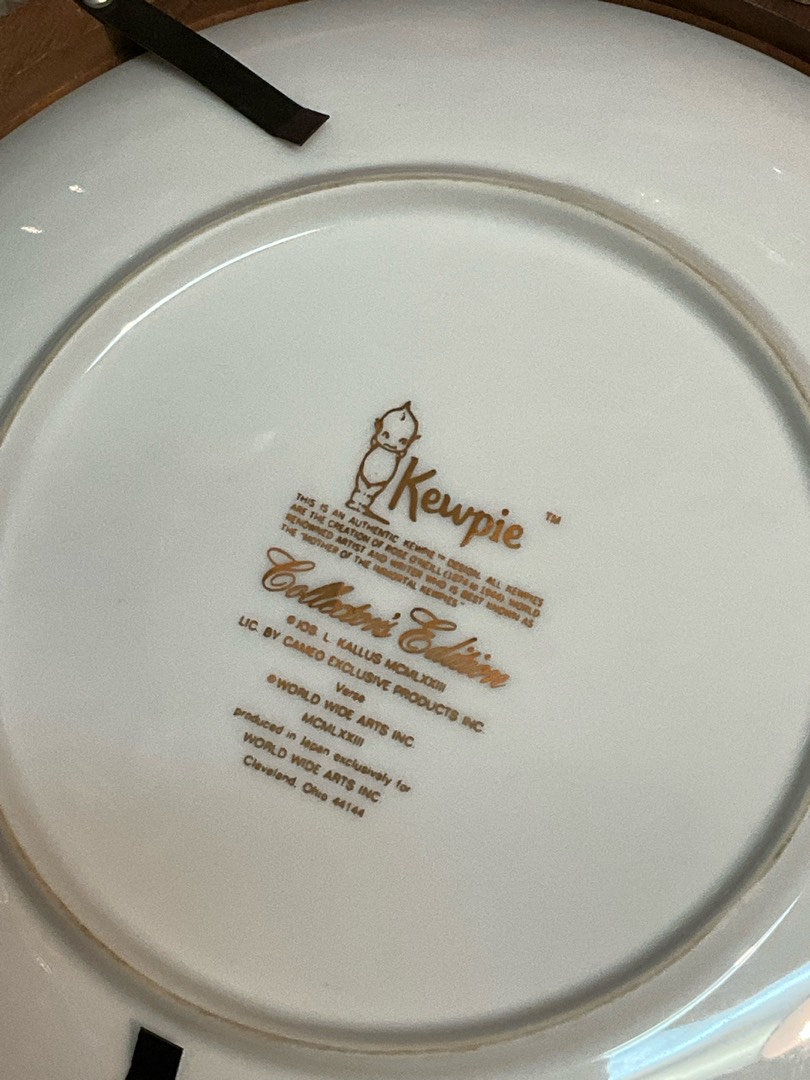 Kewpie ™
THIS IS AN AUTHENTIC KEWPIE™ DESIGN. ALL KEWPIES
ARE THE CREATION OF ROSE O'NEILL (1874 to 1944) WORLD
RENOWNED ARTIST AND WRITER WHO IS BEST KNOWN AS
THE "MOTHER OF THE IMMORTAL KEWPIES."
Collector's Edition
©JOS. L. KALLUS MCMLXXIII
LIC. BY CAMEO EXCLUSIVE PRODUCTS INC.
Verse
©WORLD WIDE ARTS INC.
MCMLXXIII
produced in Japan exclusively for
WORLD WIDE ARTS INC.
Cleveland, Ohio 44144